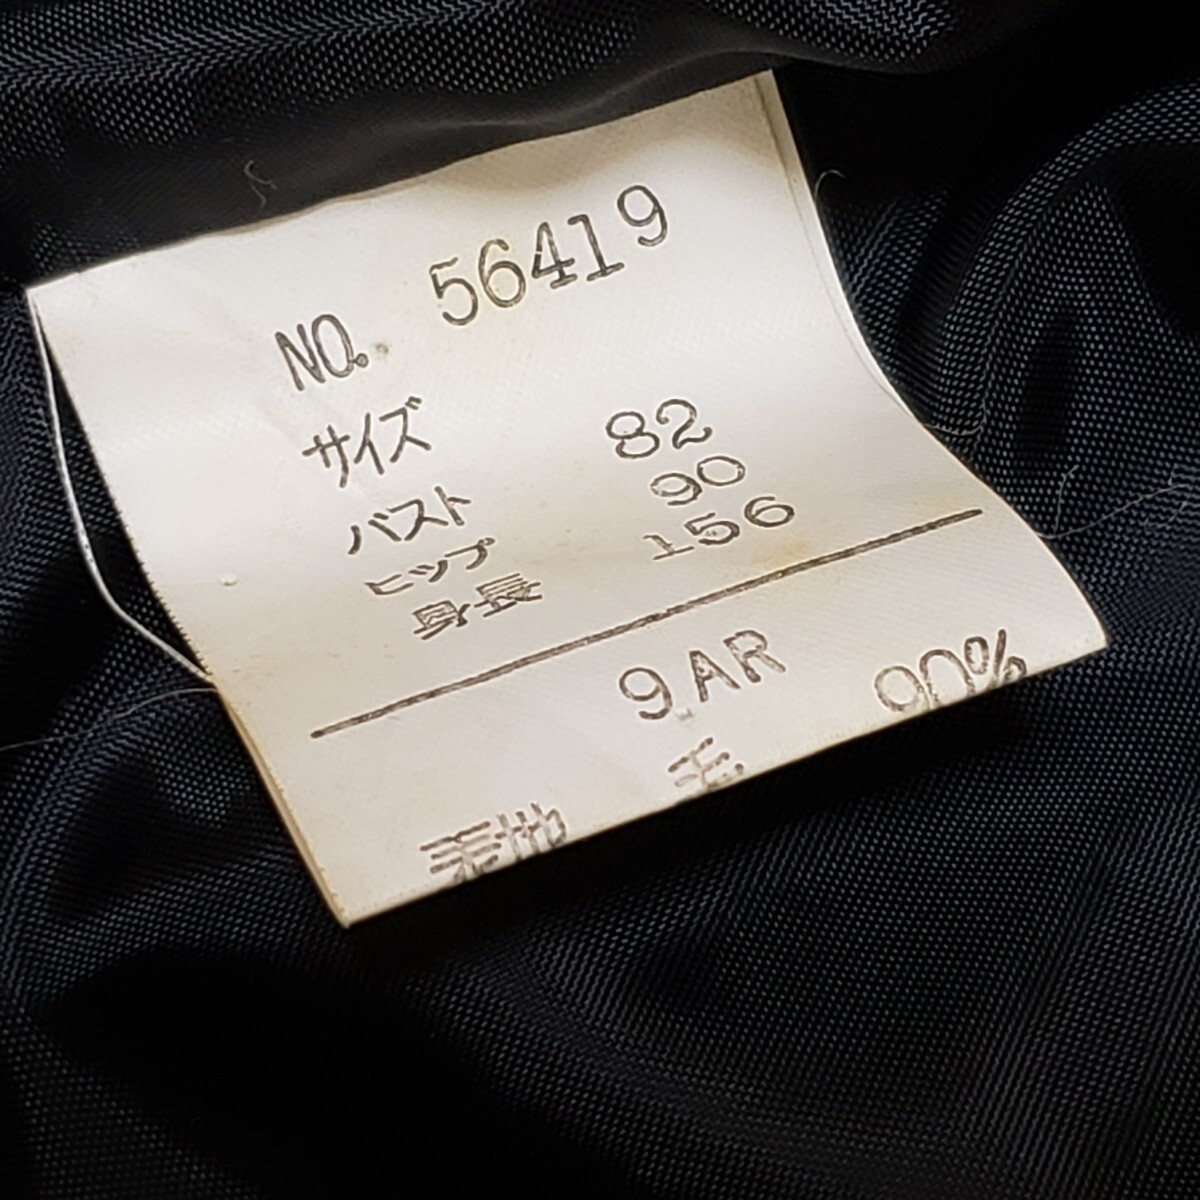 NO. 56419
サイズ
バスト 82
ヒップ 90
身長 156
9AR
表地 毛 90%